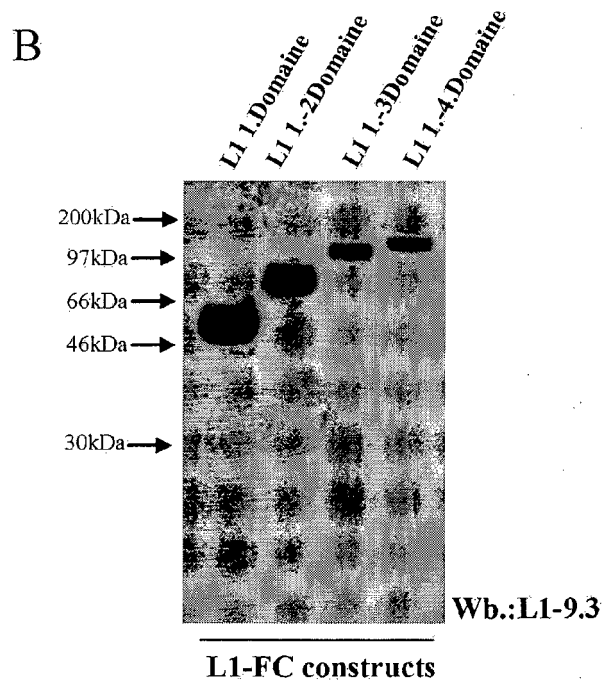 B
L1 1.Domaine
L1 1.-2Domaine
L1 1.-3Domaine
L1 1.-4.Domaine
200kDa
97kDa
66kDa
46kDa
30kDa
Wb.:L1-9.3
L1-FC constructs